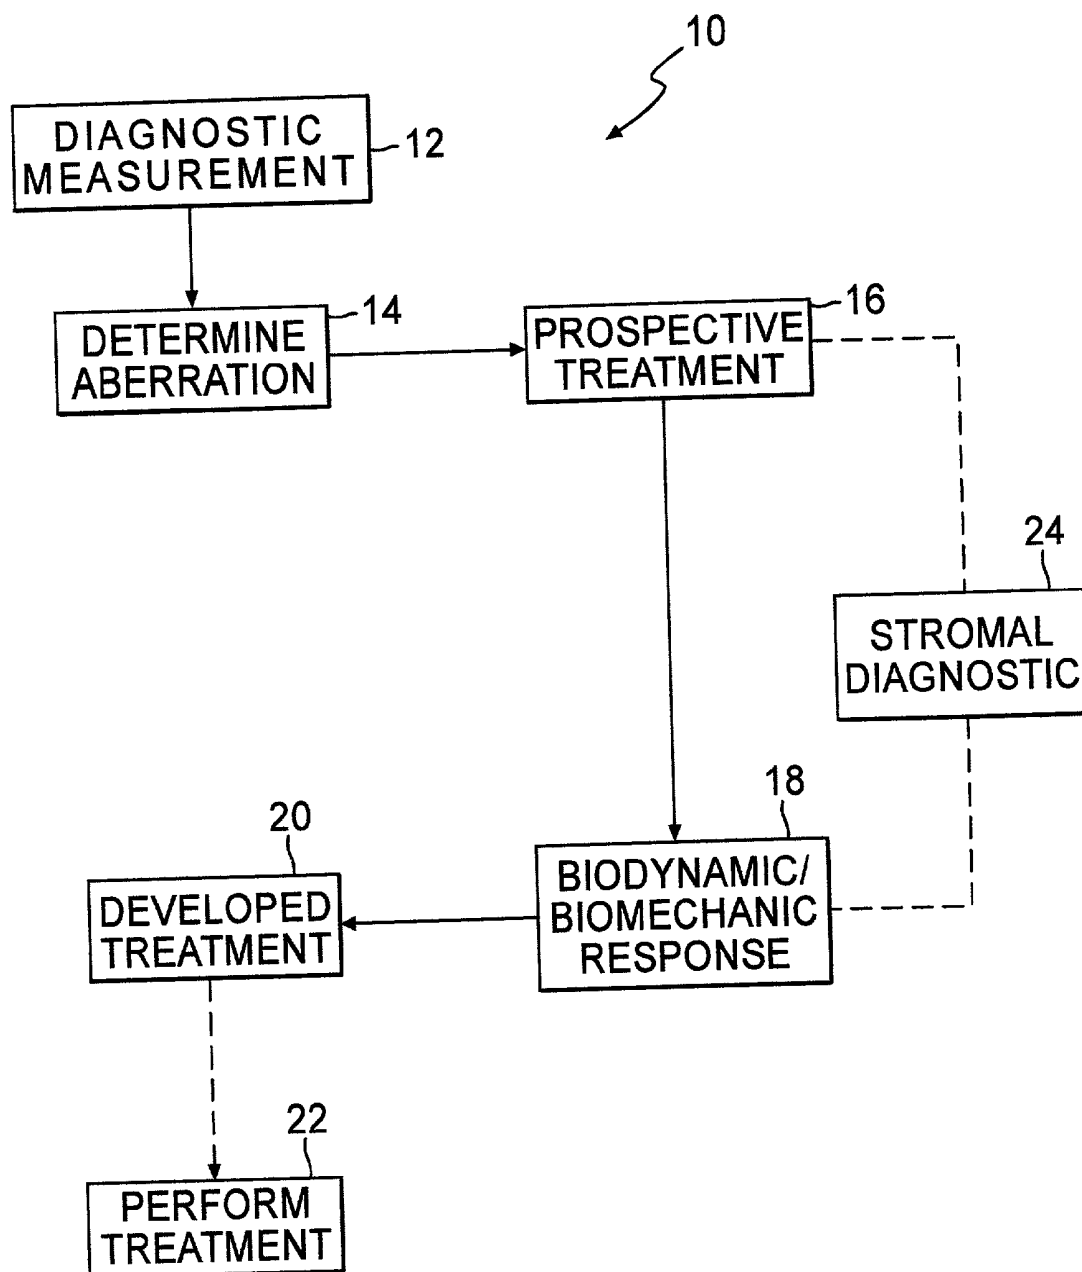 10
DIAGNOSTIC
MEASUREMENT
12
14
DETERMINE
ABERRATION
16
PROSPECTIVE
TREATMENT
24
STROMAL
DIAGNOSTIC
18
BIODYNAMIC/
BIOMECHANIC
RESPONSE
20
DEVELOPED
TREATMENT
22
PERFORM
TREATMENT